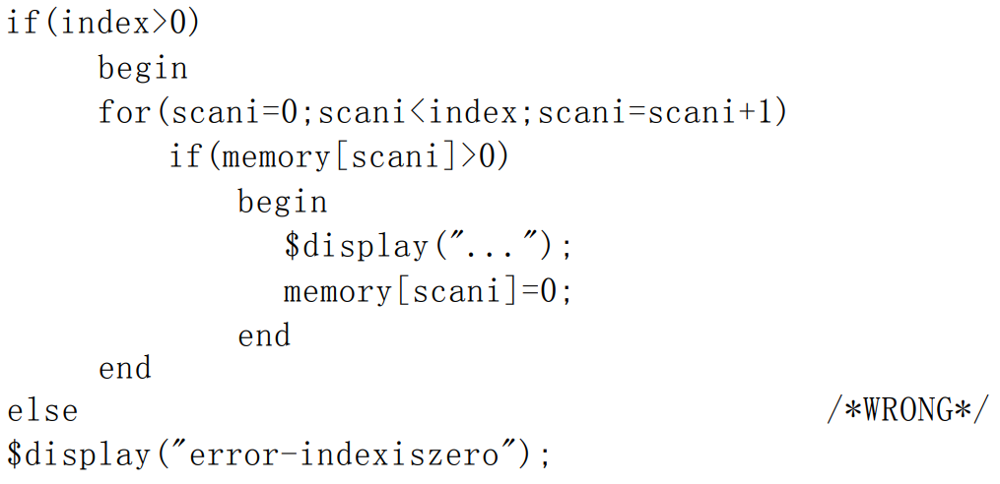 if(index>0)
begin
for(scani=0;scani<index;scani=scani+1)
if(memory[scani]>0)
begin
$display("...");
memory[scani]=0;
end
end
else /*WRONG*/
$display("error-indexiszero");